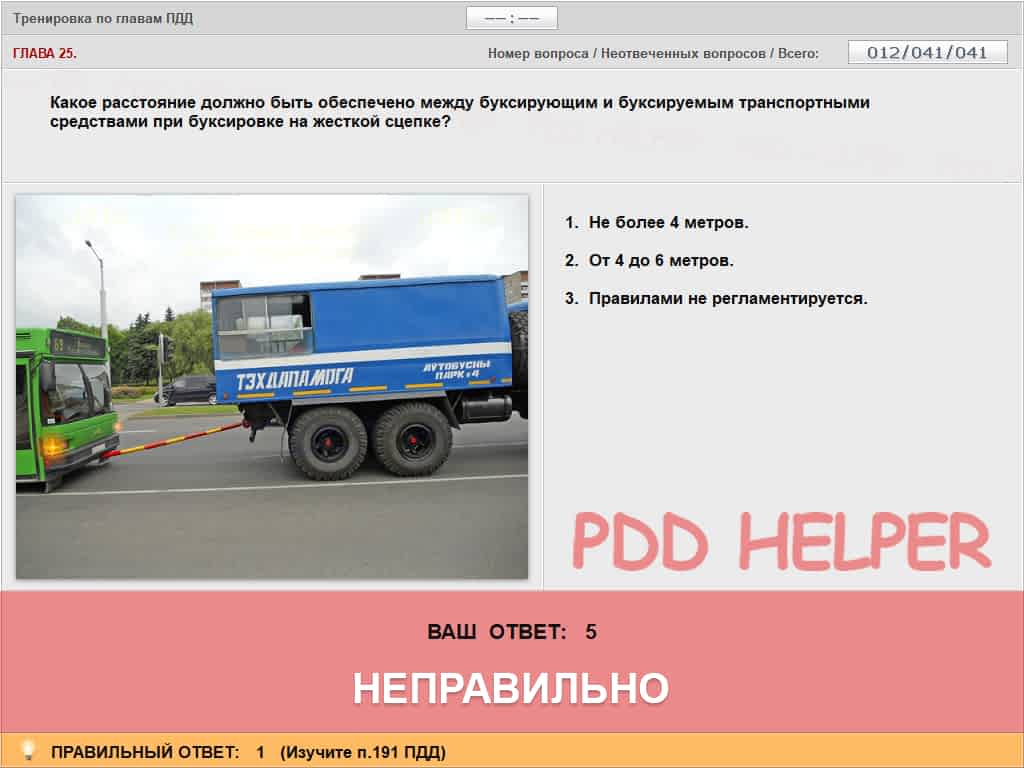 Тренировка по главам ПДД
—— : ——
ГЛАВА 25.
Номер вопроса / Неотвеченных вопросов / Всего:
012/041/041
Какое расстояние должно быть обеспечено между буксирующим и буксируемым транспортными
средствами при буксировке на жесткой сцепке?
69
ТЭХДАПАМОГА
АУТОБУСНЫ
ПАРК №4
1. Не более 4 метров.
2. От 4 до 6 метров.
3. Правилами не регламентируется.
PDD HELPER
ВАШ ОТВЕТ: 5
НЕПРАВИЛЬНО
ПРАВИЛЬНЫЙ ОТВЕТ: 1 (Изучите п.191 ПДД)